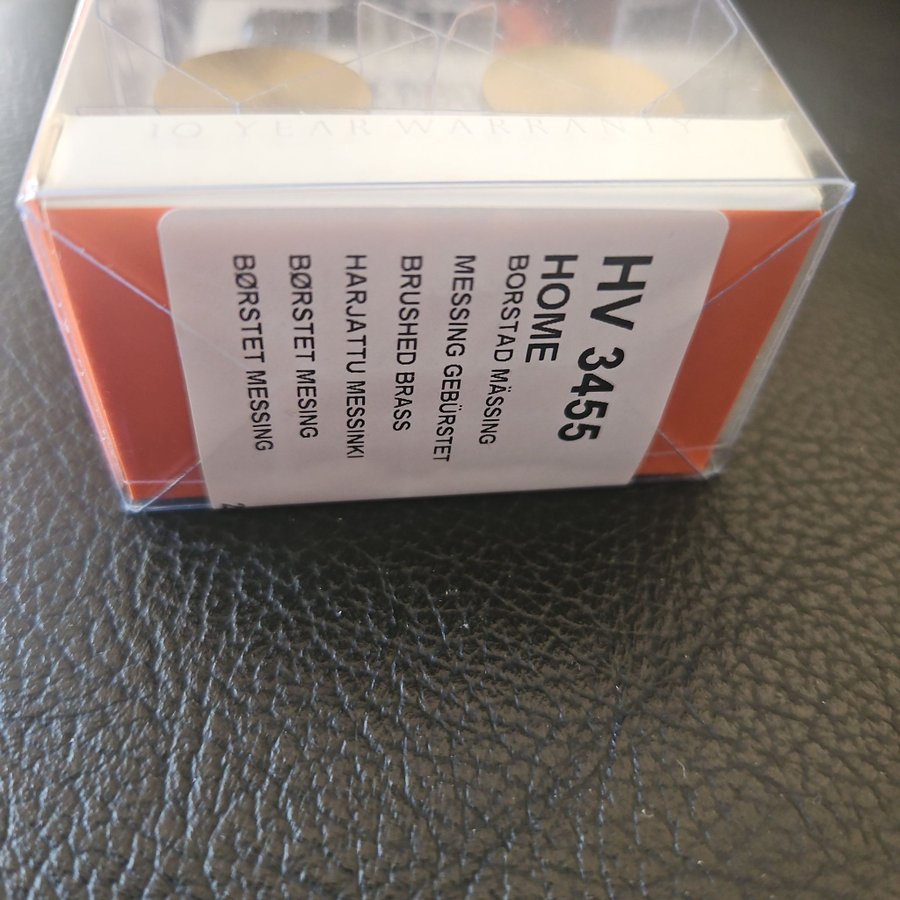 10 YEAR WARRANTY
HV 3455
HOME
BORSTAD MÄSSING
MESSING GEBÜRSTET
BRUSHED BRASS
HARJATTU MESSINKI
BØRSTET MESING
BØRSTET MESSING